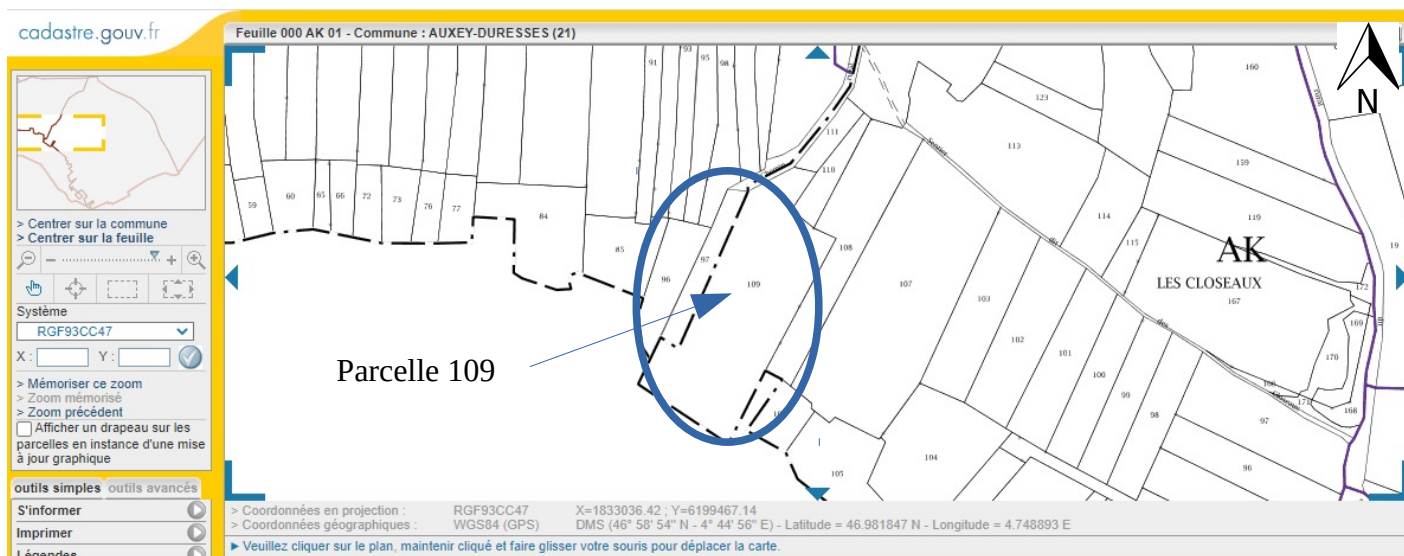 cadastre.gouv.fr
Feuille 000 AK 01 - Commune : AUXEY-DURESSES (21)
N
> Centrer sur la commune
> Centrer sur la feuille
Système
RGF93CC47
X :
Y :
> Mémoriser ce zoom
> Zoom mémorisé
> Zoom précédent
Afficher un drapeau sur les
parcelles en instance d'une mise
à jour graphique
outils simples outils avancés
S'informer
Imprimer
Légendes
91
93
95
98
160
123
111
113
110
159
59
60
65
66
72
73
76
77
84
85
96
97
109
108
107
114
115
119
AK
LES CLOSEAUX
167
172
169
170
168
171
103
102
101
100
99
98
97
96
104
105
Sentier
dit
des
Parcelle 109
> Coordonnées en projection : RGF93CC47 X=1833036.42 ; Y=6199467.14
> Coordonnées géographiques : WGS84 (GPS) DMS (46° 58' 54'' N - 4° 44' 56'' E) - Latitude = 46.981847 N - Longitude = 4.748893 E
► Veuillez cliquer sur le plan, maintenir cliqué et faire glisser votre souris pour déplacer la carte.